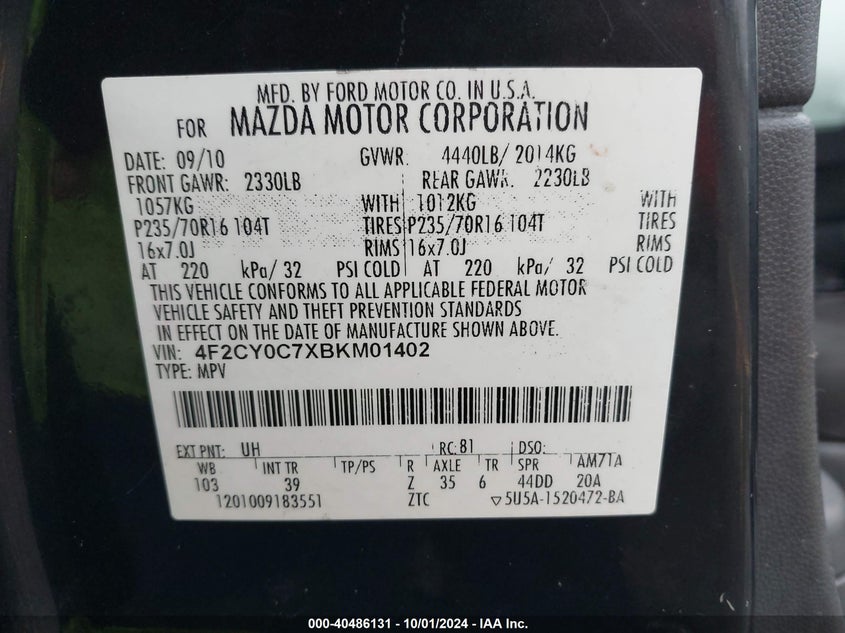 MFD. BY FORD MOTOR CO. IN U.S.A.
FOR MAZDA MOTOR CORPORATION
DATE: 09/10 GVWR: 4440LB/ 2014KG
FRONT GAWR: 2330LB REAR GAWR: 2230LB
1057KG WITH 1012KG WITH
P235/70R16 104T TIRES P235/70R16 104T TIRES
16x7.0J RIMS 16x7.0J RIMS
AT 220 kPa/ 32 PSI COLD AT 220 kPa/ 32 PSI COLD
THIS VEHICLE CONFORMS TO ALL APPLICABLE FEDERAL MOTOR
VEHICLE SAFETY AND THEFT PREVENTION STANDARDS
IN EFFECT ON THE DATE OF MANUFACTURE SHOWN ABOVE.
VIN: 4F2CY0C7XBKM01402
TYPE: MPV
EXT PNT: UH RC: 81 DSO:
WB INT TR TP/PS R AXLE TR SPR AM71A
103 39 Z 35 6 44DD 20A
1201009183551 ZTC ▽5U5A-1520472-BA
000-40486131 - 10/01/2024 - IAA Inc.